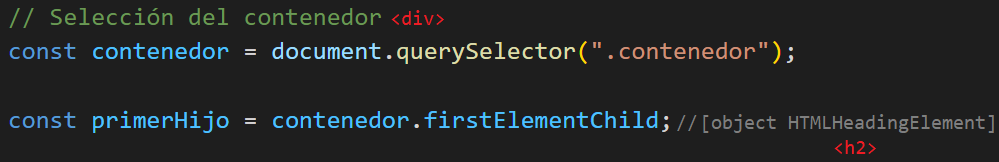 // Selección del contenedor <div>
const contenedor = document.querySelector(".contenedor");
const primerHijo = contenedor.firstElementChild; //[object HTMLHeadingElement]
<h2>